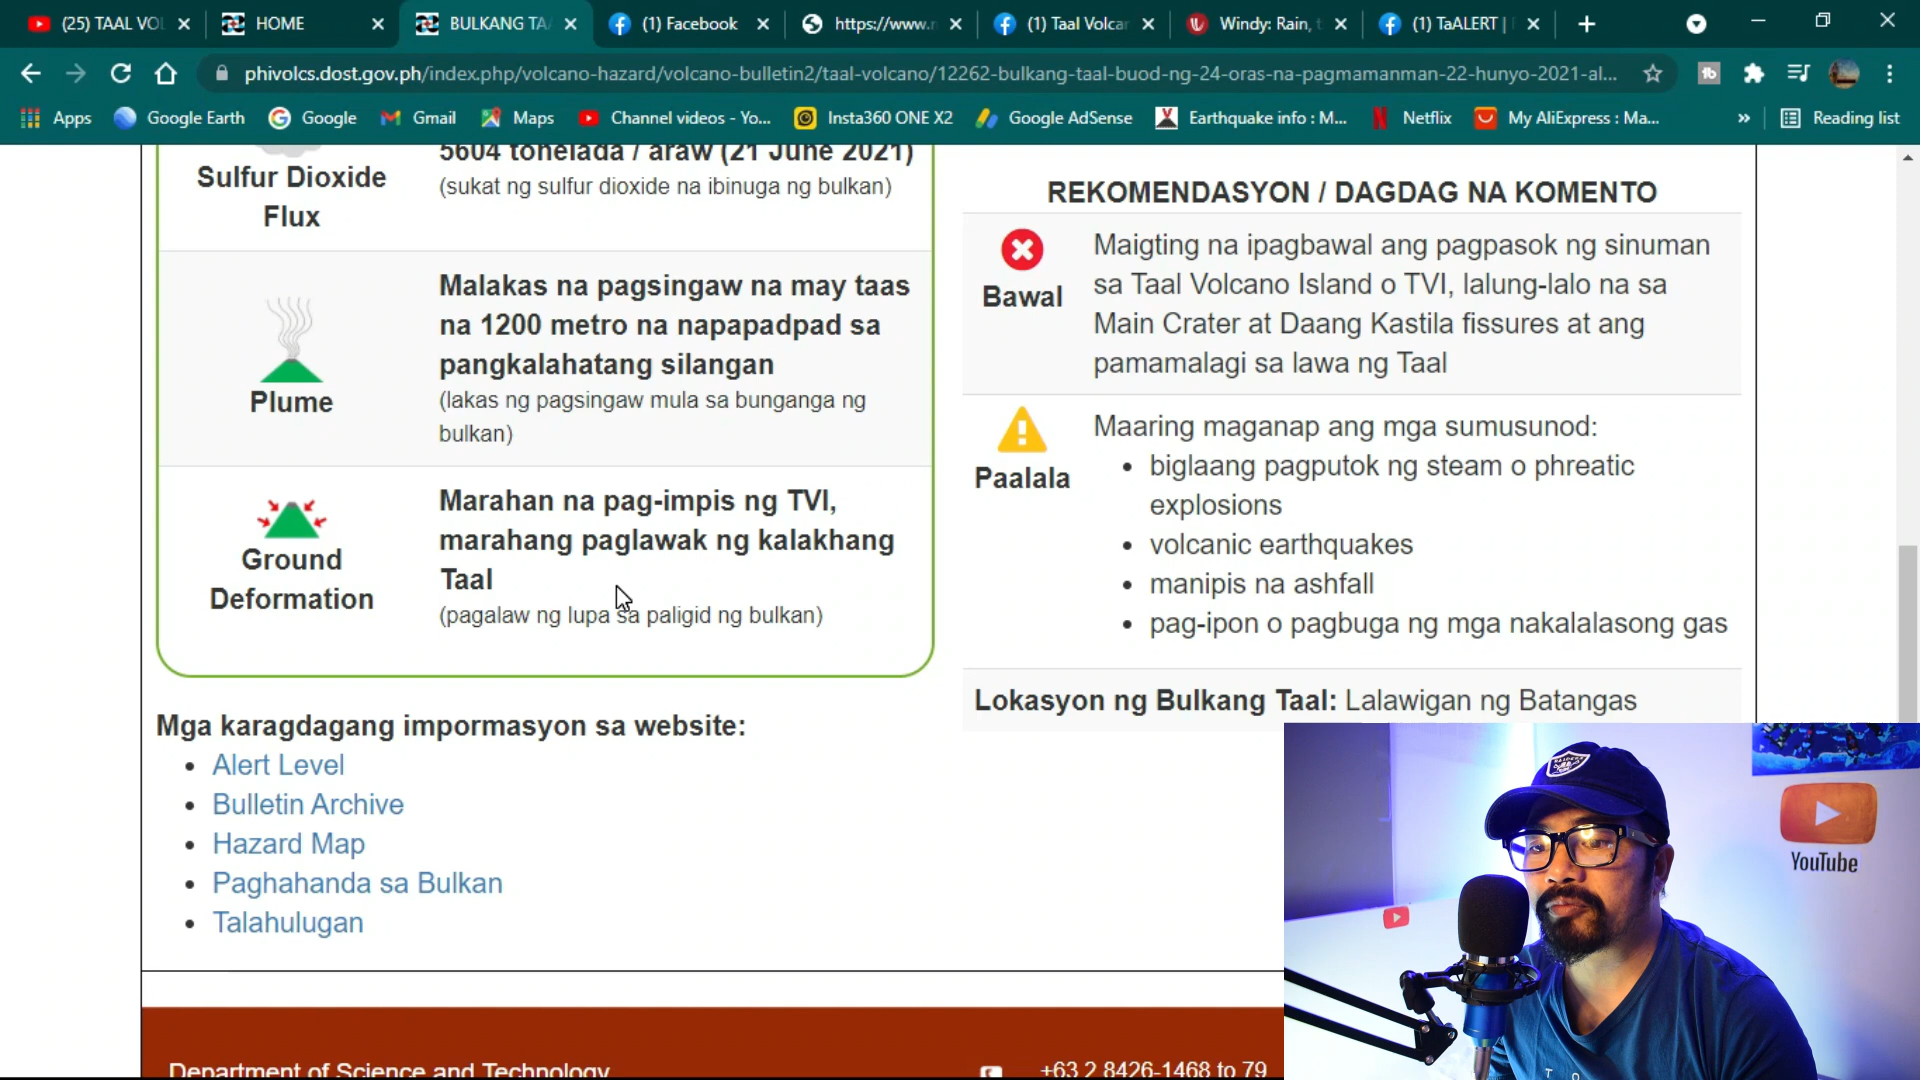 (25) TAAL VOL
HOME
BULKANG TA
(1) Facebook
https://www.r
(1) Taal Volcar
Windy: Rain, t
(1) TaALERT |
phivolcs.dost.gov.ph/index.php/volcano-hazard/volcano-bulletin2/taal-volcano/12262-bulkang-taal-buod-ng-24-oras-na-pagmamanman-22-hunyo-2021-al...
Apps
Google Earth
Google
Gmail
Maps
Channel videos - Yo...
Insta360 ONE X2
Google AdSense
Earthquake info : M...
Netflix
My AliExpress : Ma...
Reading list
Sulfur Dioxide
Flux
5604 tonelada / araw (21 June 2021)
(sukat ng sulfur dioxide na ibinuga ng bulkan)
Plume
Malakas na pagsingaw na may taas
na 1200 metro na napapadpad sa
pangkalahatang silangan
(lakas ng pagsingaw mula sa bunganga ng
bulkan)
Ground
Deformation
Marahan na pag-impis ng TVI,
marahang paglawak ng kalakhang
Taal
(pagalaw ng lupa sa paligid ng bulkan)
REKOMENDASYON / DAGDAG NA KOMENTO
Bawal
Maigting na ipagbawal ang pagpasok ng sinuman
sa Taal Volcano Island o TVI, lalung-lalo na sa
Main Crater at Daang Kastila fissures at ang
pamamalagi sa lawa ng Taal
Paalala
Maaring maganap ang mga sumusunod:
biglaang pagputok ng steam o phreatic
explosions
volcanic earthquakes
manipis na ashfall
pag-ipon o pagbuga ng mga nakalalasong gas
Lokasyon ng Bulkang Taal: Lalawigan ng Batangas
Mga karagdagang impormasyon sa website:
Alert Level
Bulletin Archive
Hazard Map
Paghahanda sa Bulkan
Talahulugan
Department of Science and Technology
+63 2 8426-1468 to 79
RAIDERS
YouTube